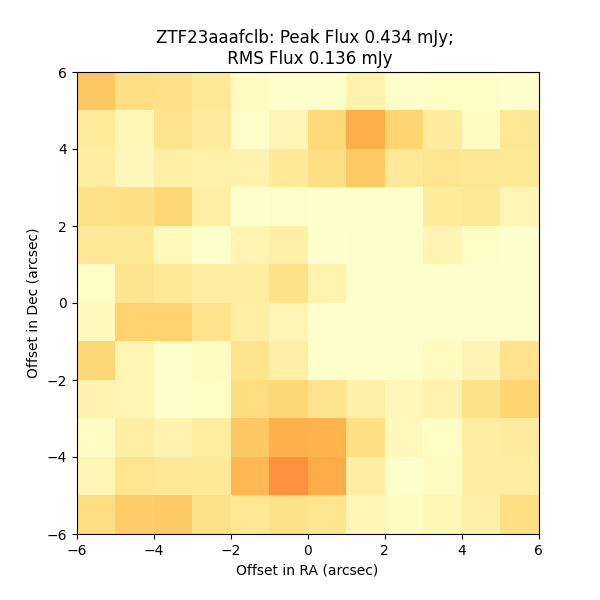 ZTF23aaafclb: Peak Flux 0.434 mJy;
RMS Flux 0.136 mJy
6
4
2
0
−2
−4
−6
Offset in Dec (arcsec)
−6 −4 −2 0 2 4 6
Offset in RA (arcsec)